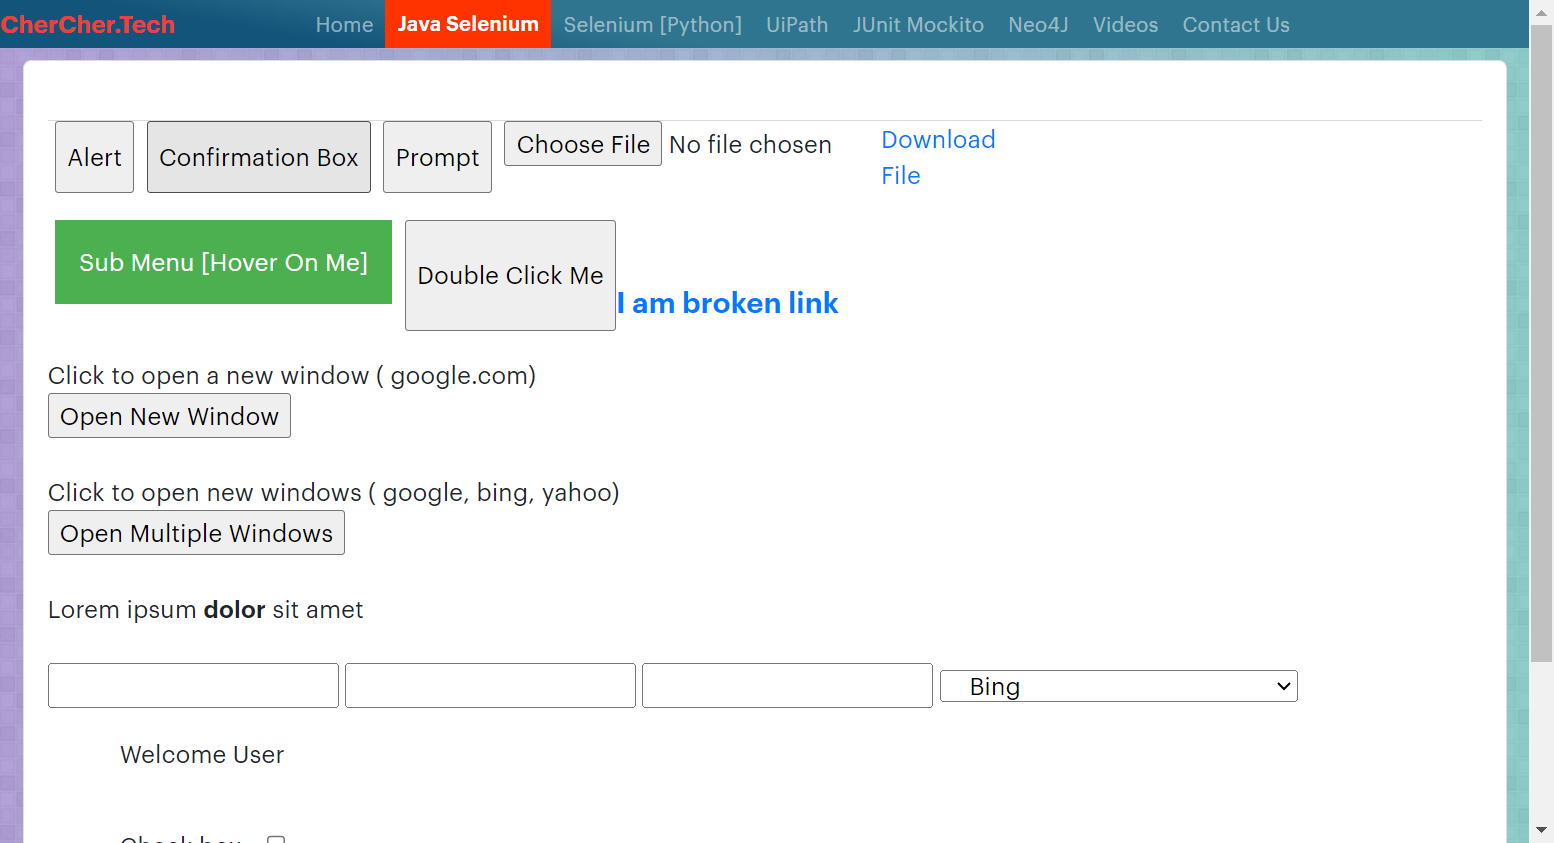 CherCher.Tech Home Java Selenium Selenium [Python] UiPath JUnit Mockito Neo4J Videos Contact Us
Alert Confirmation Box Prompt Choose File No file chosen Download
File
Sub Menu [Hover On Me] Double Click Me I am broken link
Click to open a new window ( google.com)
Open New Window
Click to open new windows ( google, bing, yahoo)
Open Multiple Windows
Lorem ipsum dolor sit amet
Bing
Welcome User
Check box